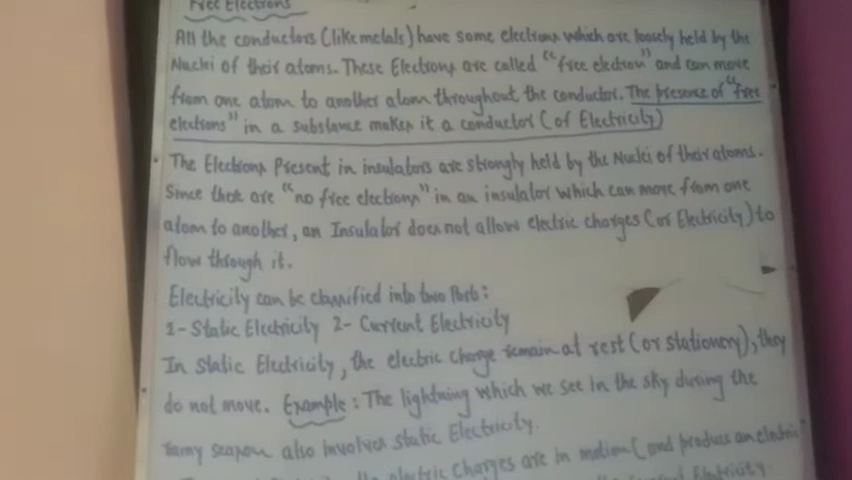 Free Electrons
All the conductors (like metals) have some electrons which are loosely held by the
Nuclei of their atoms. These Electrons are called "free electron" and can move
from one atom to another atom throughout the conductor. The presence of "free
electrons" in a substance makes it a conductor (of Electricity)
The Electrons Present in insulators are strongly held by the Nuclei of their atoms.
Since there are "no free electrons" in an insulator which can move from one
atom to another, an Insulator does not allow electric charges (or Electricity) to
flow through it.
Electricity can be classified into two Parts:
1- Static Electricity 2- Current Electricity
In Static Electricity, the electric charge remain at rest (or stationery), they
do not move. Example: The lightning which we see in the sky during the
rainy season also involves static Electricity.
electric charges are in motion (and produce an electric
Electricity.